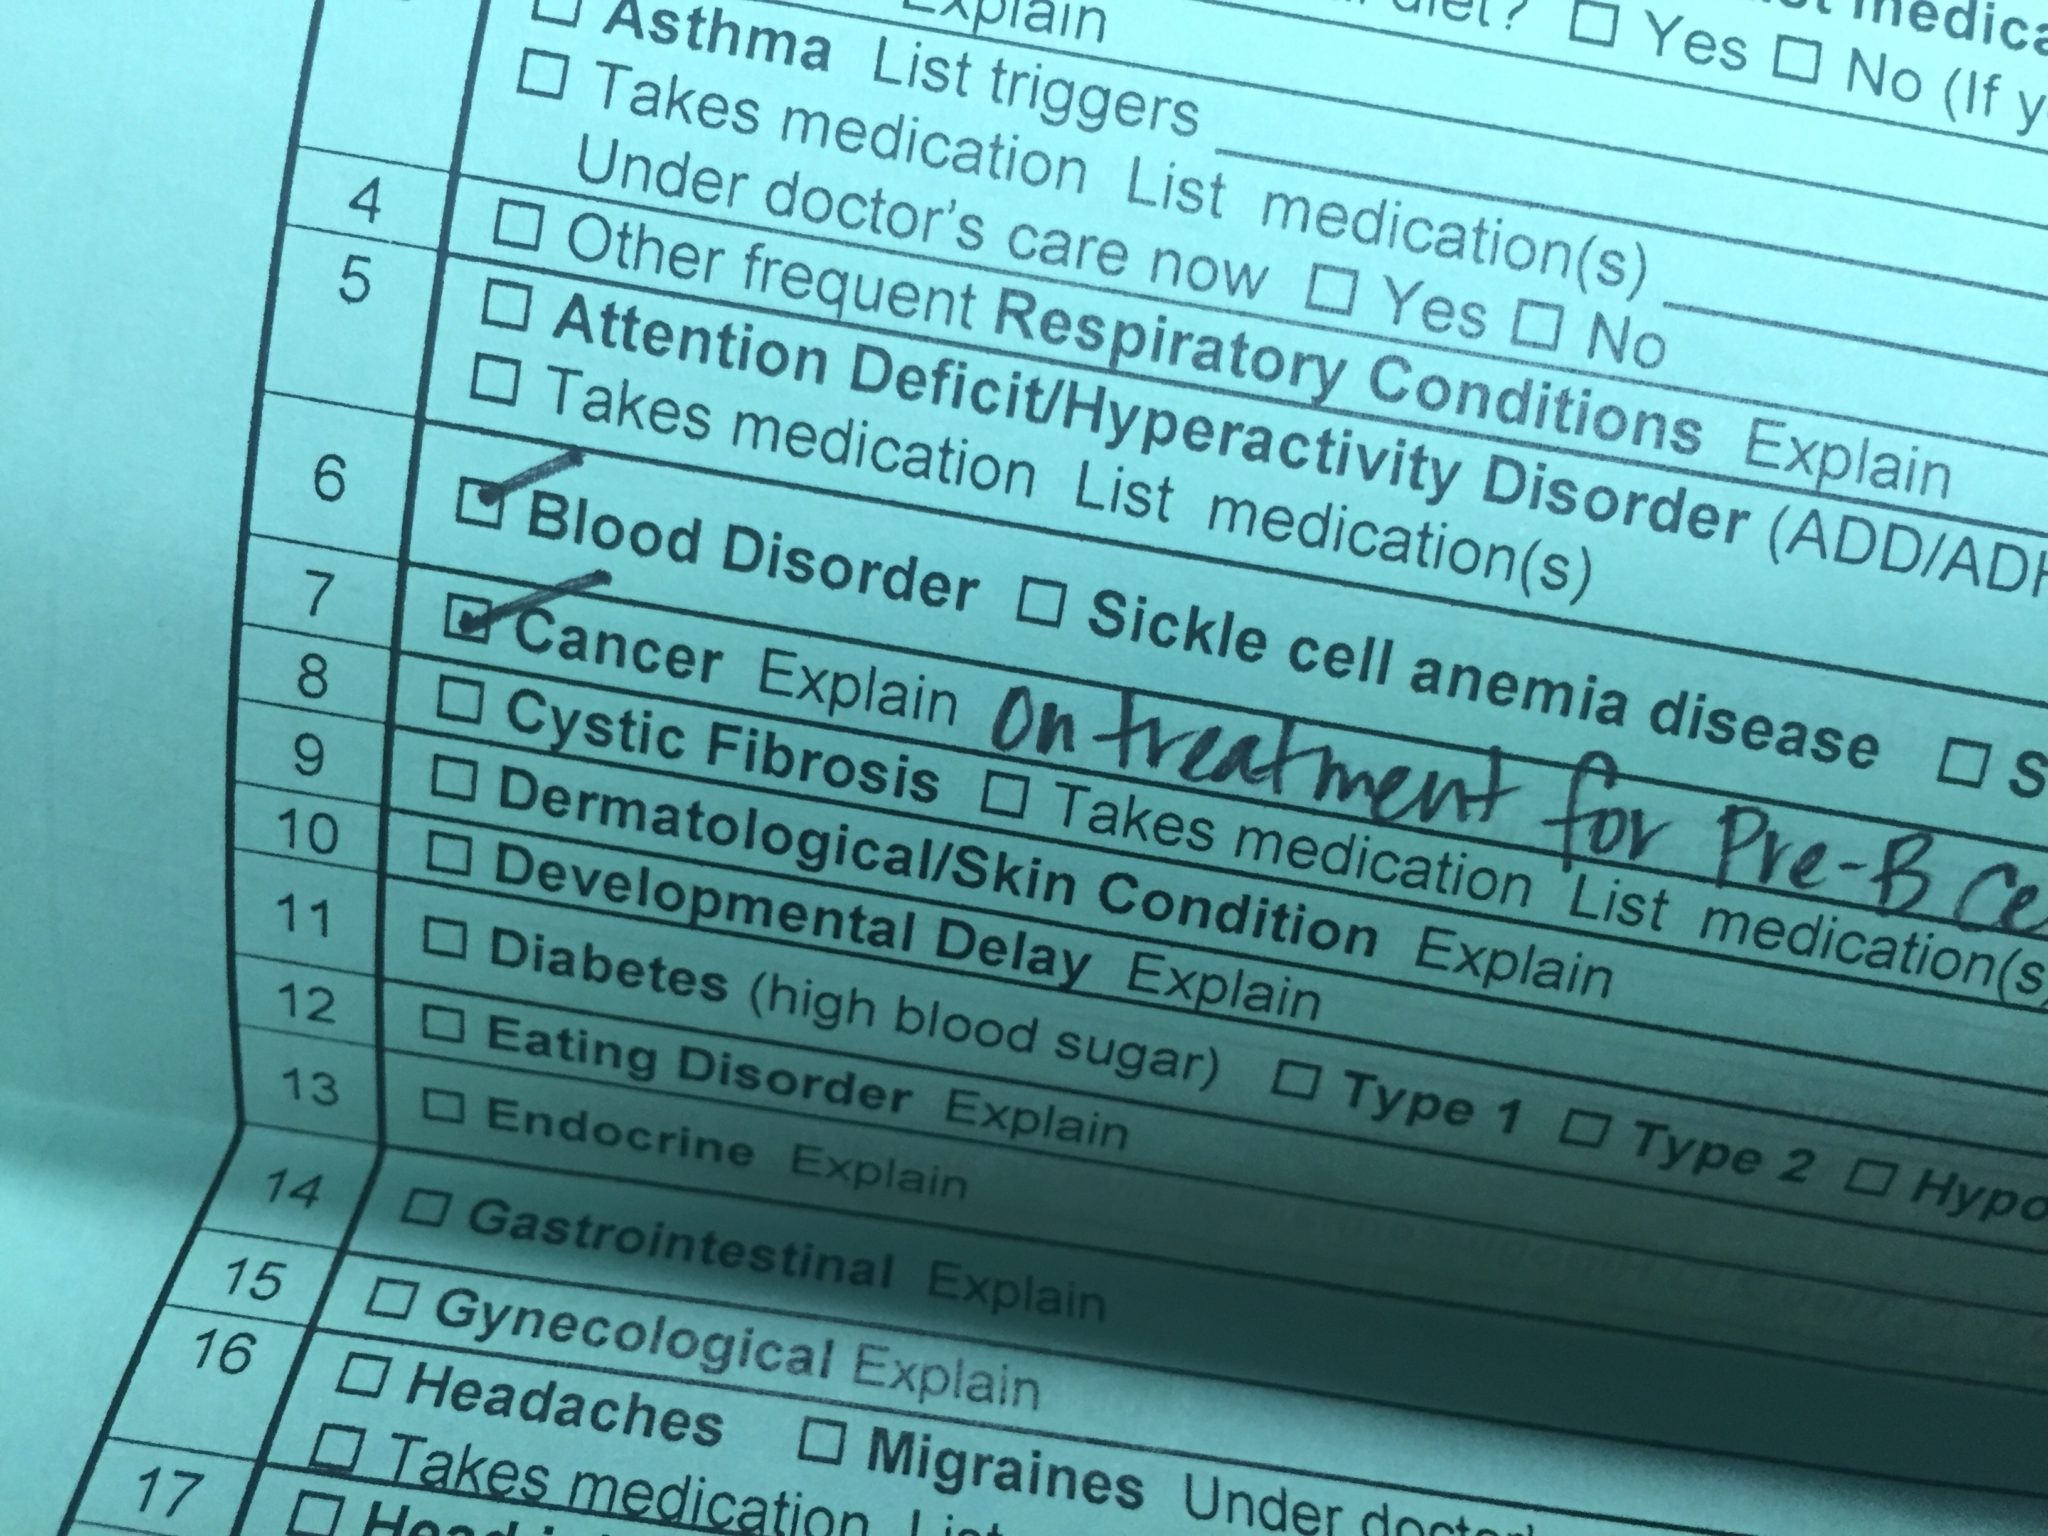 Explain
diet? ☐ Yes ☐ No (If
☐ Asthma List triggers
☐ Takes medication List medication(s)
Under doctor's care now ☐ Yes ☐ No
4 ☐ Other frequent Respiratory Conditions Explain
5 ☐ Attention Deficit/Hyperactivity Disorder
☐ Takes medication List medication(s)
6 ☑ Blood Disorder ☐ Sickle cell anemia disease ☐
7 ☑ Cancer Explain On treatment for Pre-B
8 ☐ Cystic Fibrosis ☐ Takes medication List medication(s)
9 ☐ Dermatological/Skin Condition Explain
10 ☐ Developmental Delay Explain
11 ☐ Diabetes (high blood sugar) ☐ Type 1 ☐ Type 2 ☐ Hypo
12 ☐ Eating Disorder Explain
13 ☐ Endocrine Explain
14 ☐ Gastrointestinal Explain
15 ☐ Gynecological Explain
16 ☐ Headaches ☐ Migraines Under doctor'
☐ Takes medication List
17 ☐